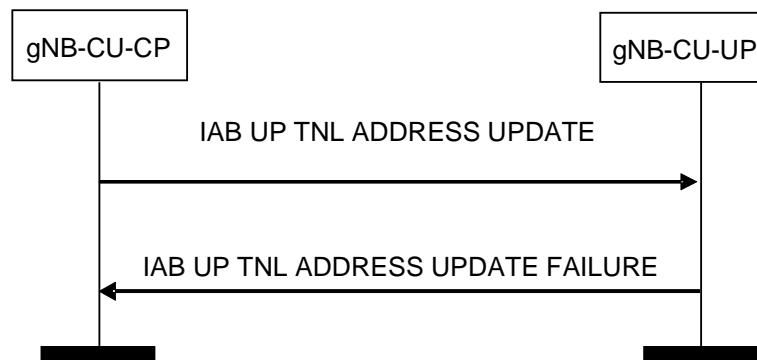 gNB-CU-CP
gNB-CU-UP
IAB UP TNL ADDRESS UPDATE
IAB UP TNL ADDRESS UPDATE FAILURE